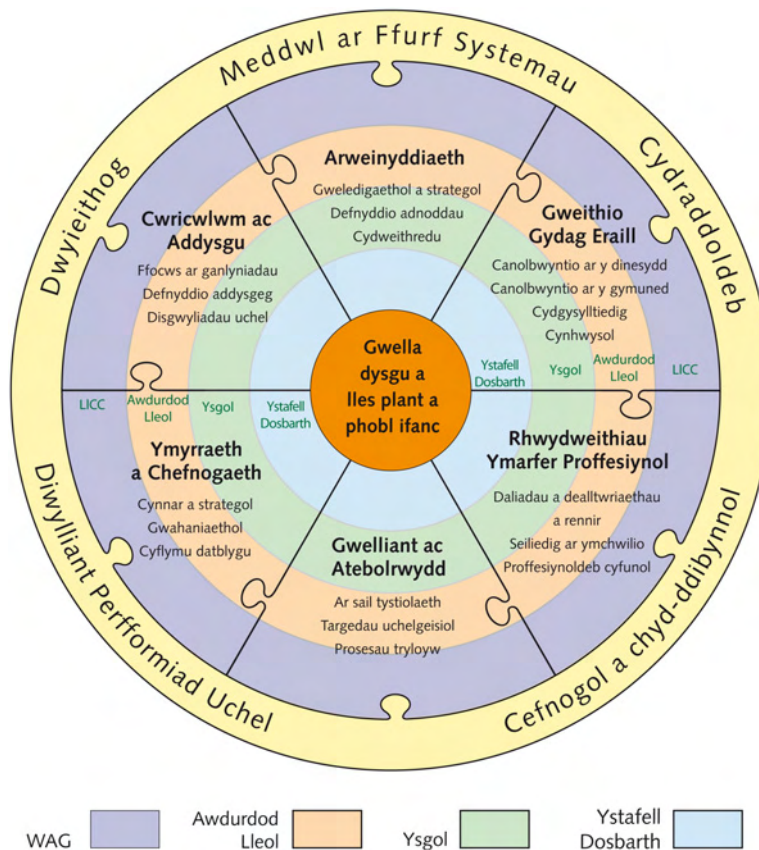 Meddwl ar Ffurf Systemau
Dwyieithog
Cydraddoldeb
Arweinyddiaeth
Gweledigaethol a strategol
Defnyddio adnoddau
Cydweithredu
Cwricwlwm ac
Addysgu
Ffocws ar ganlyniadau
Defnyddio addysgeg
Disgwyliadau uchel
Gweithio
Gydag Eraill
Canolbwyntio ar y dinesydd
Canolbwyntio ar y gymuned
Cydgysylltiedig
Cynhwysol
Gwella
dysgu a
lles plant a
phobl ifanc
Ystafell
Dosbarth
Ysgol
Awdurdod
Lleol
LICC
LICC
Awdurdod
Lleol
Ysgol
Ystafell
Dosbarth
Ymyrraeth
a Chefnogaeth
Cynnar a strategol
Gwahaniaethol
Cyflymu datblygu
Rhwydweithiau
Ymarfer Proffesiynol
Daliadau a dealltwriaethau
a rennir
Seiliedig ar ymchwilio
Proffesiynoldeb cyfunol
Gwelliant ac
Atebolrwydd
Ar sail tystiolaeth
Targedau uchelgeisiol
Prosesau tryloyw
Diwylliant Perfformiad Uchel
Cefnogol a chyd-ddibynnol
WAG
Awdurdod
Lleol
Ysgol
Ystafell
Dosbarth